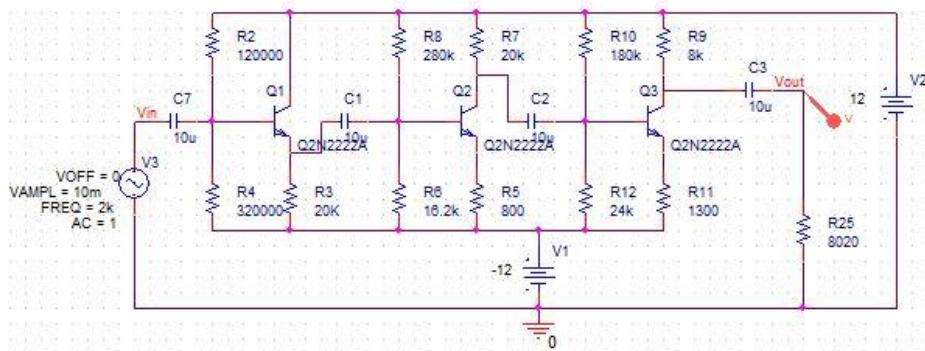 R2
120000
R8
280k
R7
20k
R10
180k
R9
8k
C3
Vout
10u
V
V2
12
C7
Vin
10u
Q1
C1
10u
Q2
C2
10u
Q3
Q2N2222A
Q2N2222A
Q2N2222A
V3
VOFF = 0
VAMPL = 10m
FREQ = 2k
AC = 1
R4
320000
R3
20K
R6
16.2k
R5
800
R12
24k
R11
1300
R25
8020
V1
-12
0